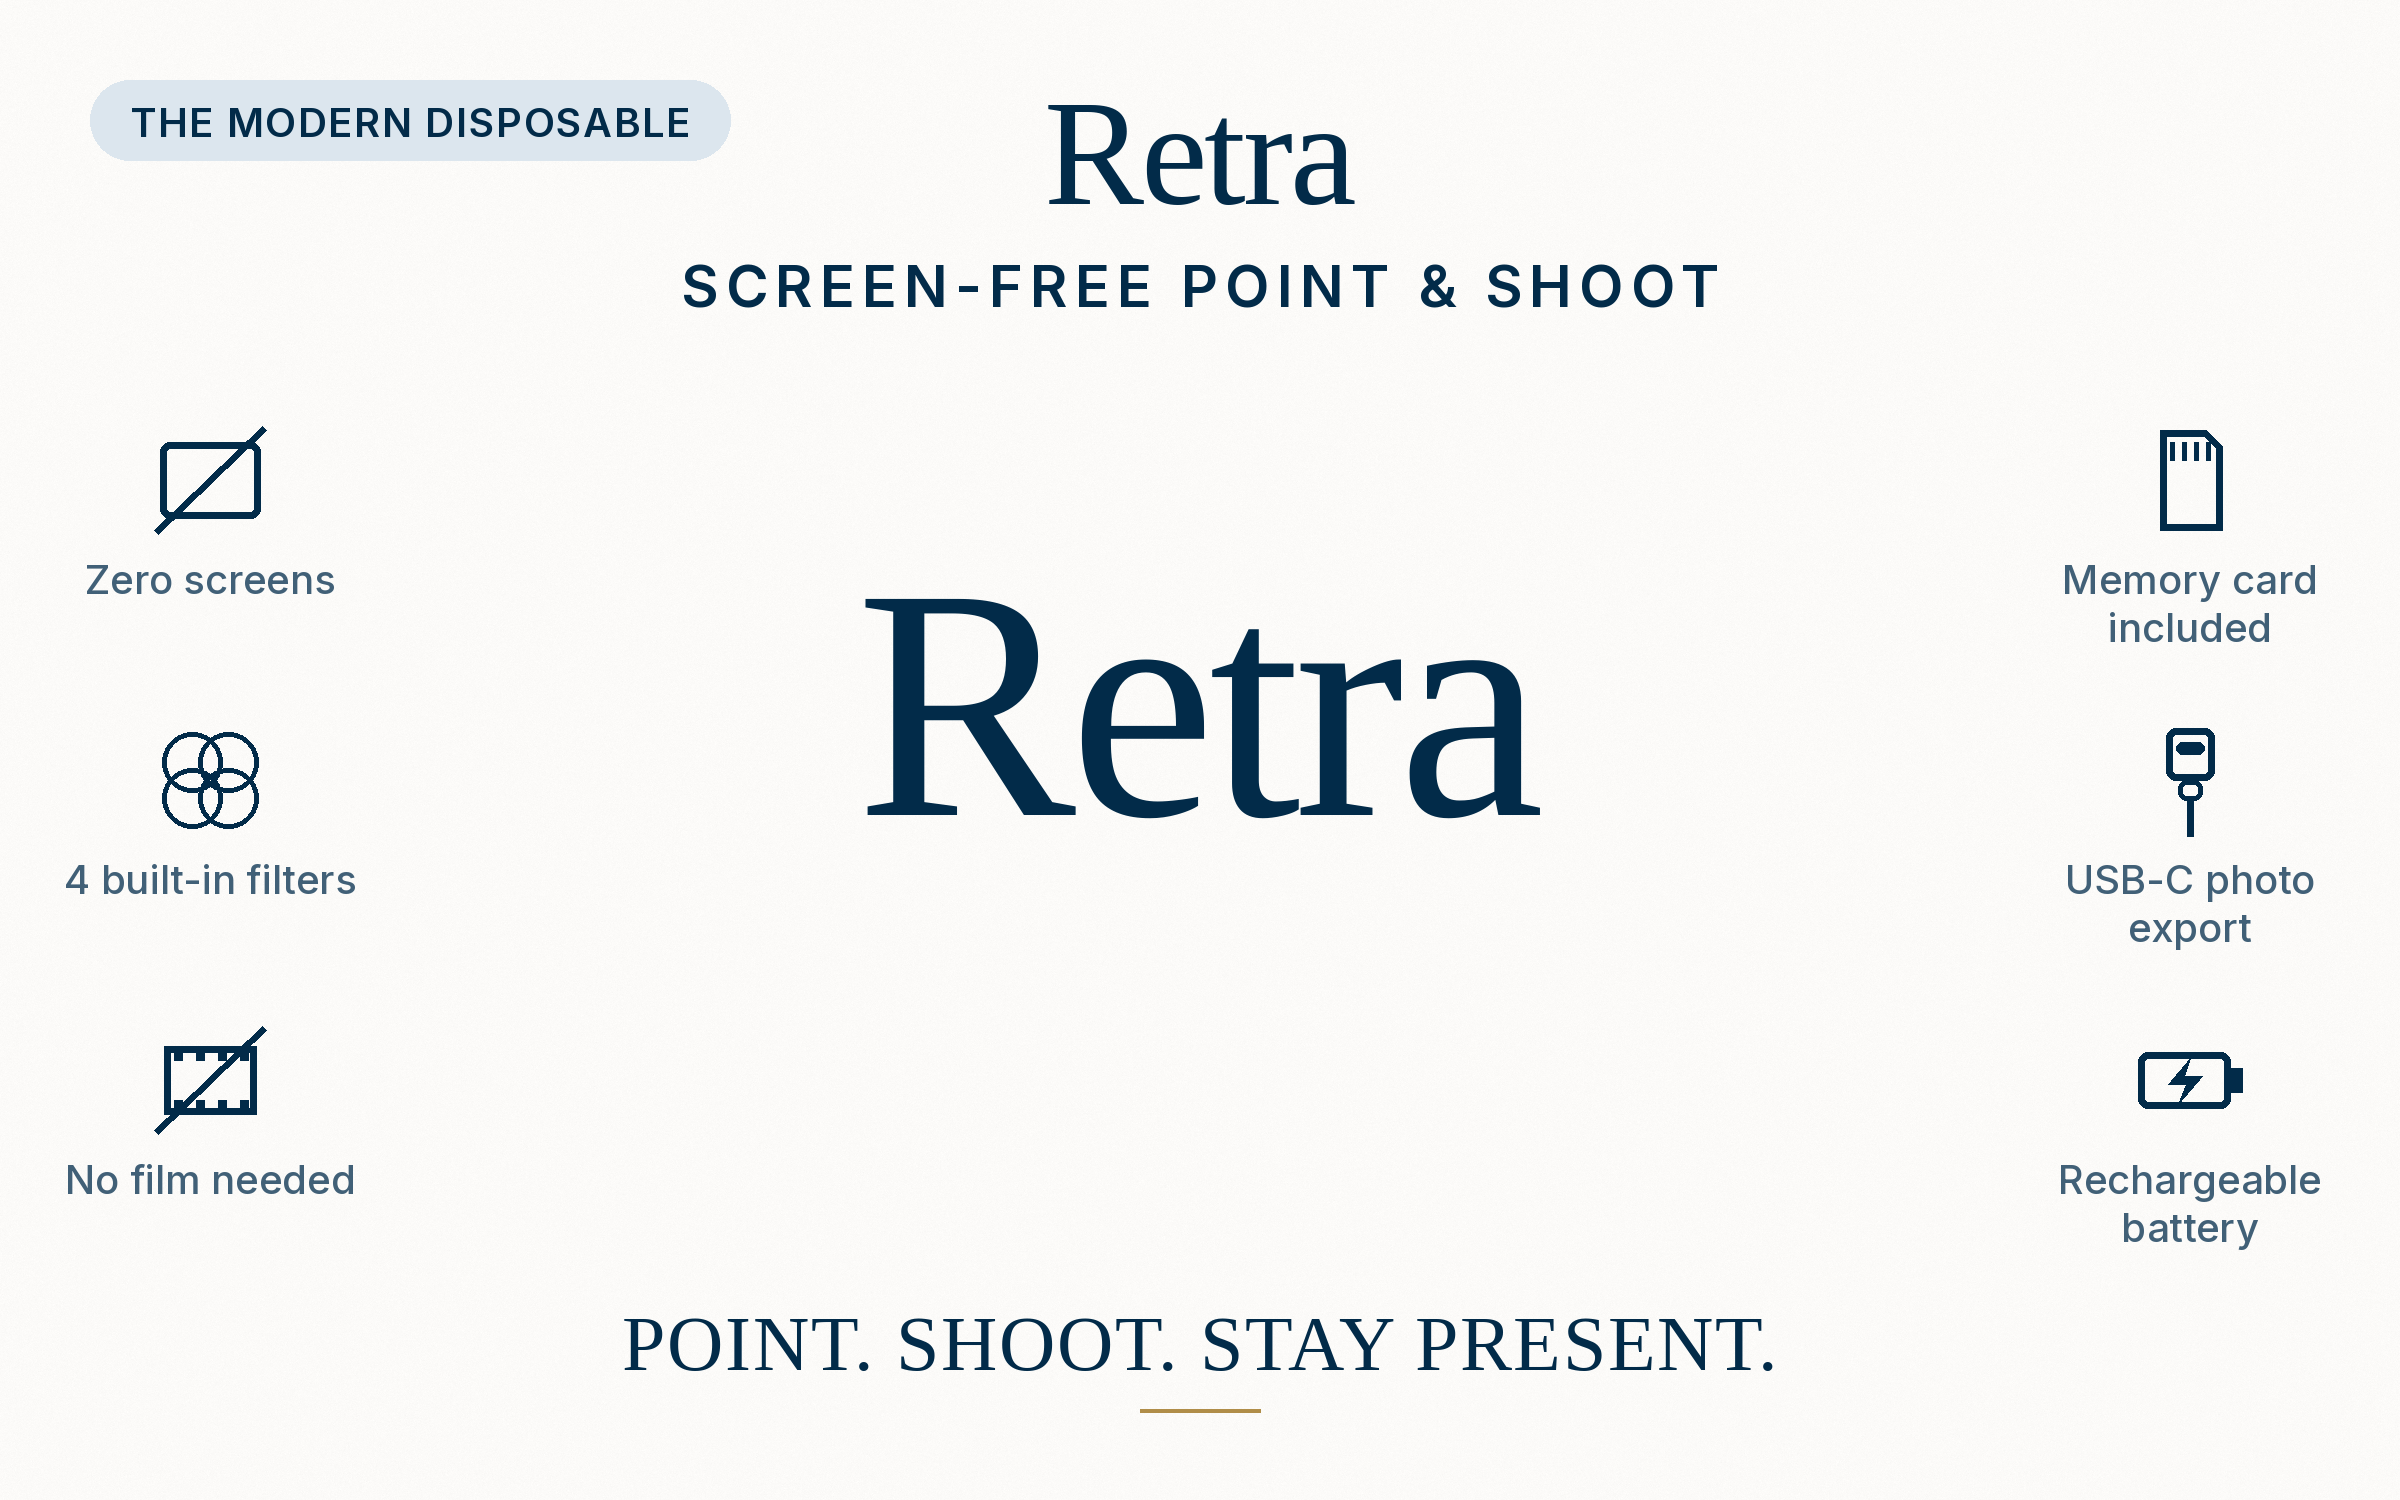 THE MODERN DISPOSABLE
Retra
SCREEN-FREE POINT & SHOOT
Zero screens
4 built-in filters
No film needed
Retra
Memory card
included
USB-C photo
export
Rechargeable
battery
POINT. SHOOT. STAY PRESENT.